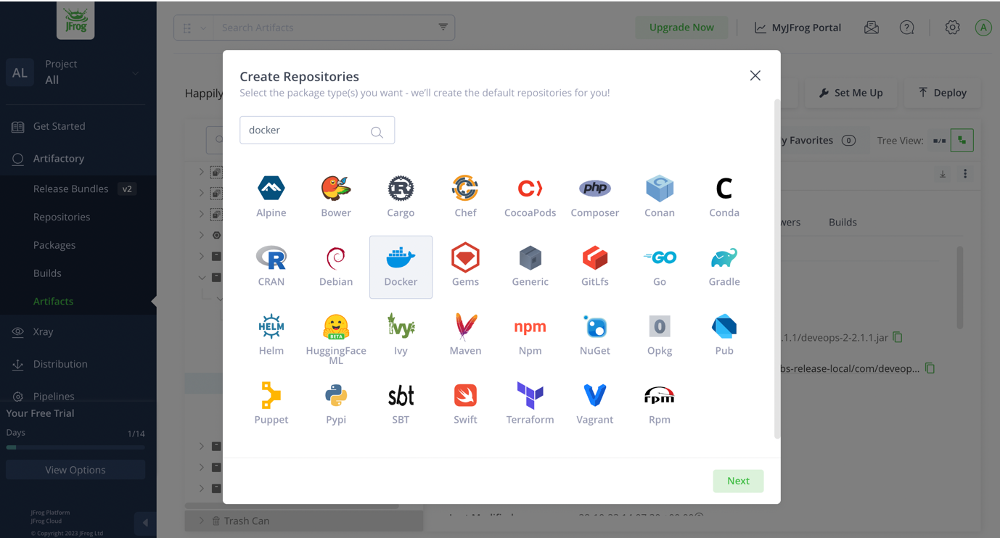 JFrog
Search Artifacts
Upgrade Now
MyJFrog Portal
A
AL
Project
All
Get Started
Artifactory
Release Bundles v2
Repositories
Packages
Builds
Artifacts
Xray
Distribution
Pipelines
Your Free Trial
Days 1/14
View Options
JFrog Platform
JFrog Cloud
© Copyright 2023 JFrog Ltd
Happily
Set Me Up
Deploy
y Favorites 0
Tree View:
wers
Builds
.1.1/deveops-2-2.1.1.jar
bs-release-local/com/deveop...
Trash Can
Create Repositories
Select the package type(s) you want - we'll create the default repositories for you!
docker
php
Alpine Bower Cargo Chef CocoaPods Composer Conan Conda
GO
CRAN Debian Docker Gems Generic GitLfs Go Gradle
HELM BETA Ivy npm
Helm HuggingFace Ivy Maven Npm NuGet Opkg Pub
ML
sbt rpm
Puppet Pypi SBT Swift Terraform Vagrant Rpm
Next